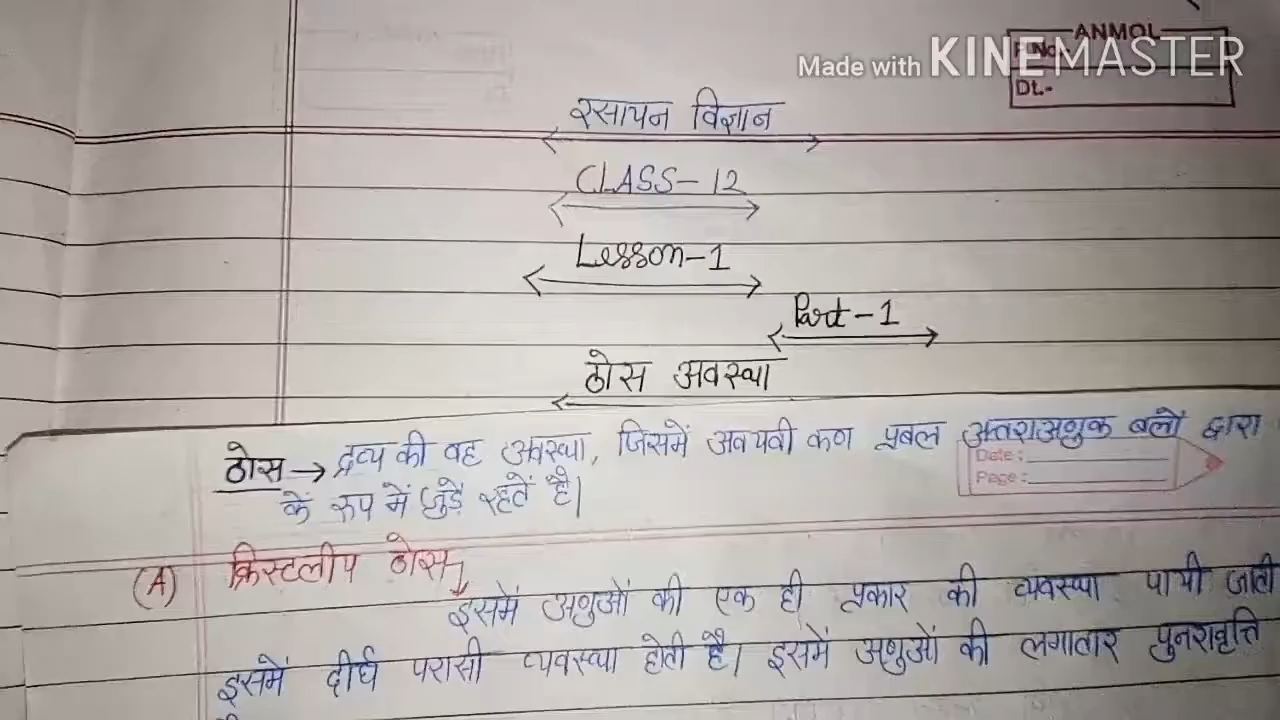 ANMOL
P.No.-
Made with KINEMASTER
Dt.-
रसायन विज्ञान
CLASS-12
Lesson-1
Part-1
ठोस अवस्था
ठोस → द्रव्य की वह अवस्था, जिसमें अवयवी कण प्रबल अन्तराअणुक बलों द्वारा
Date:
Page:
कें रुप में जुड़ें रहतें है।
(A) क्रिस्टलीय ठोस
इसमें अणुओं की एक ही प्रकार की व्यवस्था पायी जाती
इसमें दीर्घ परासी व्यवस्था होती है। इसमें अणुओं की लगातार पुनरावृत्ति